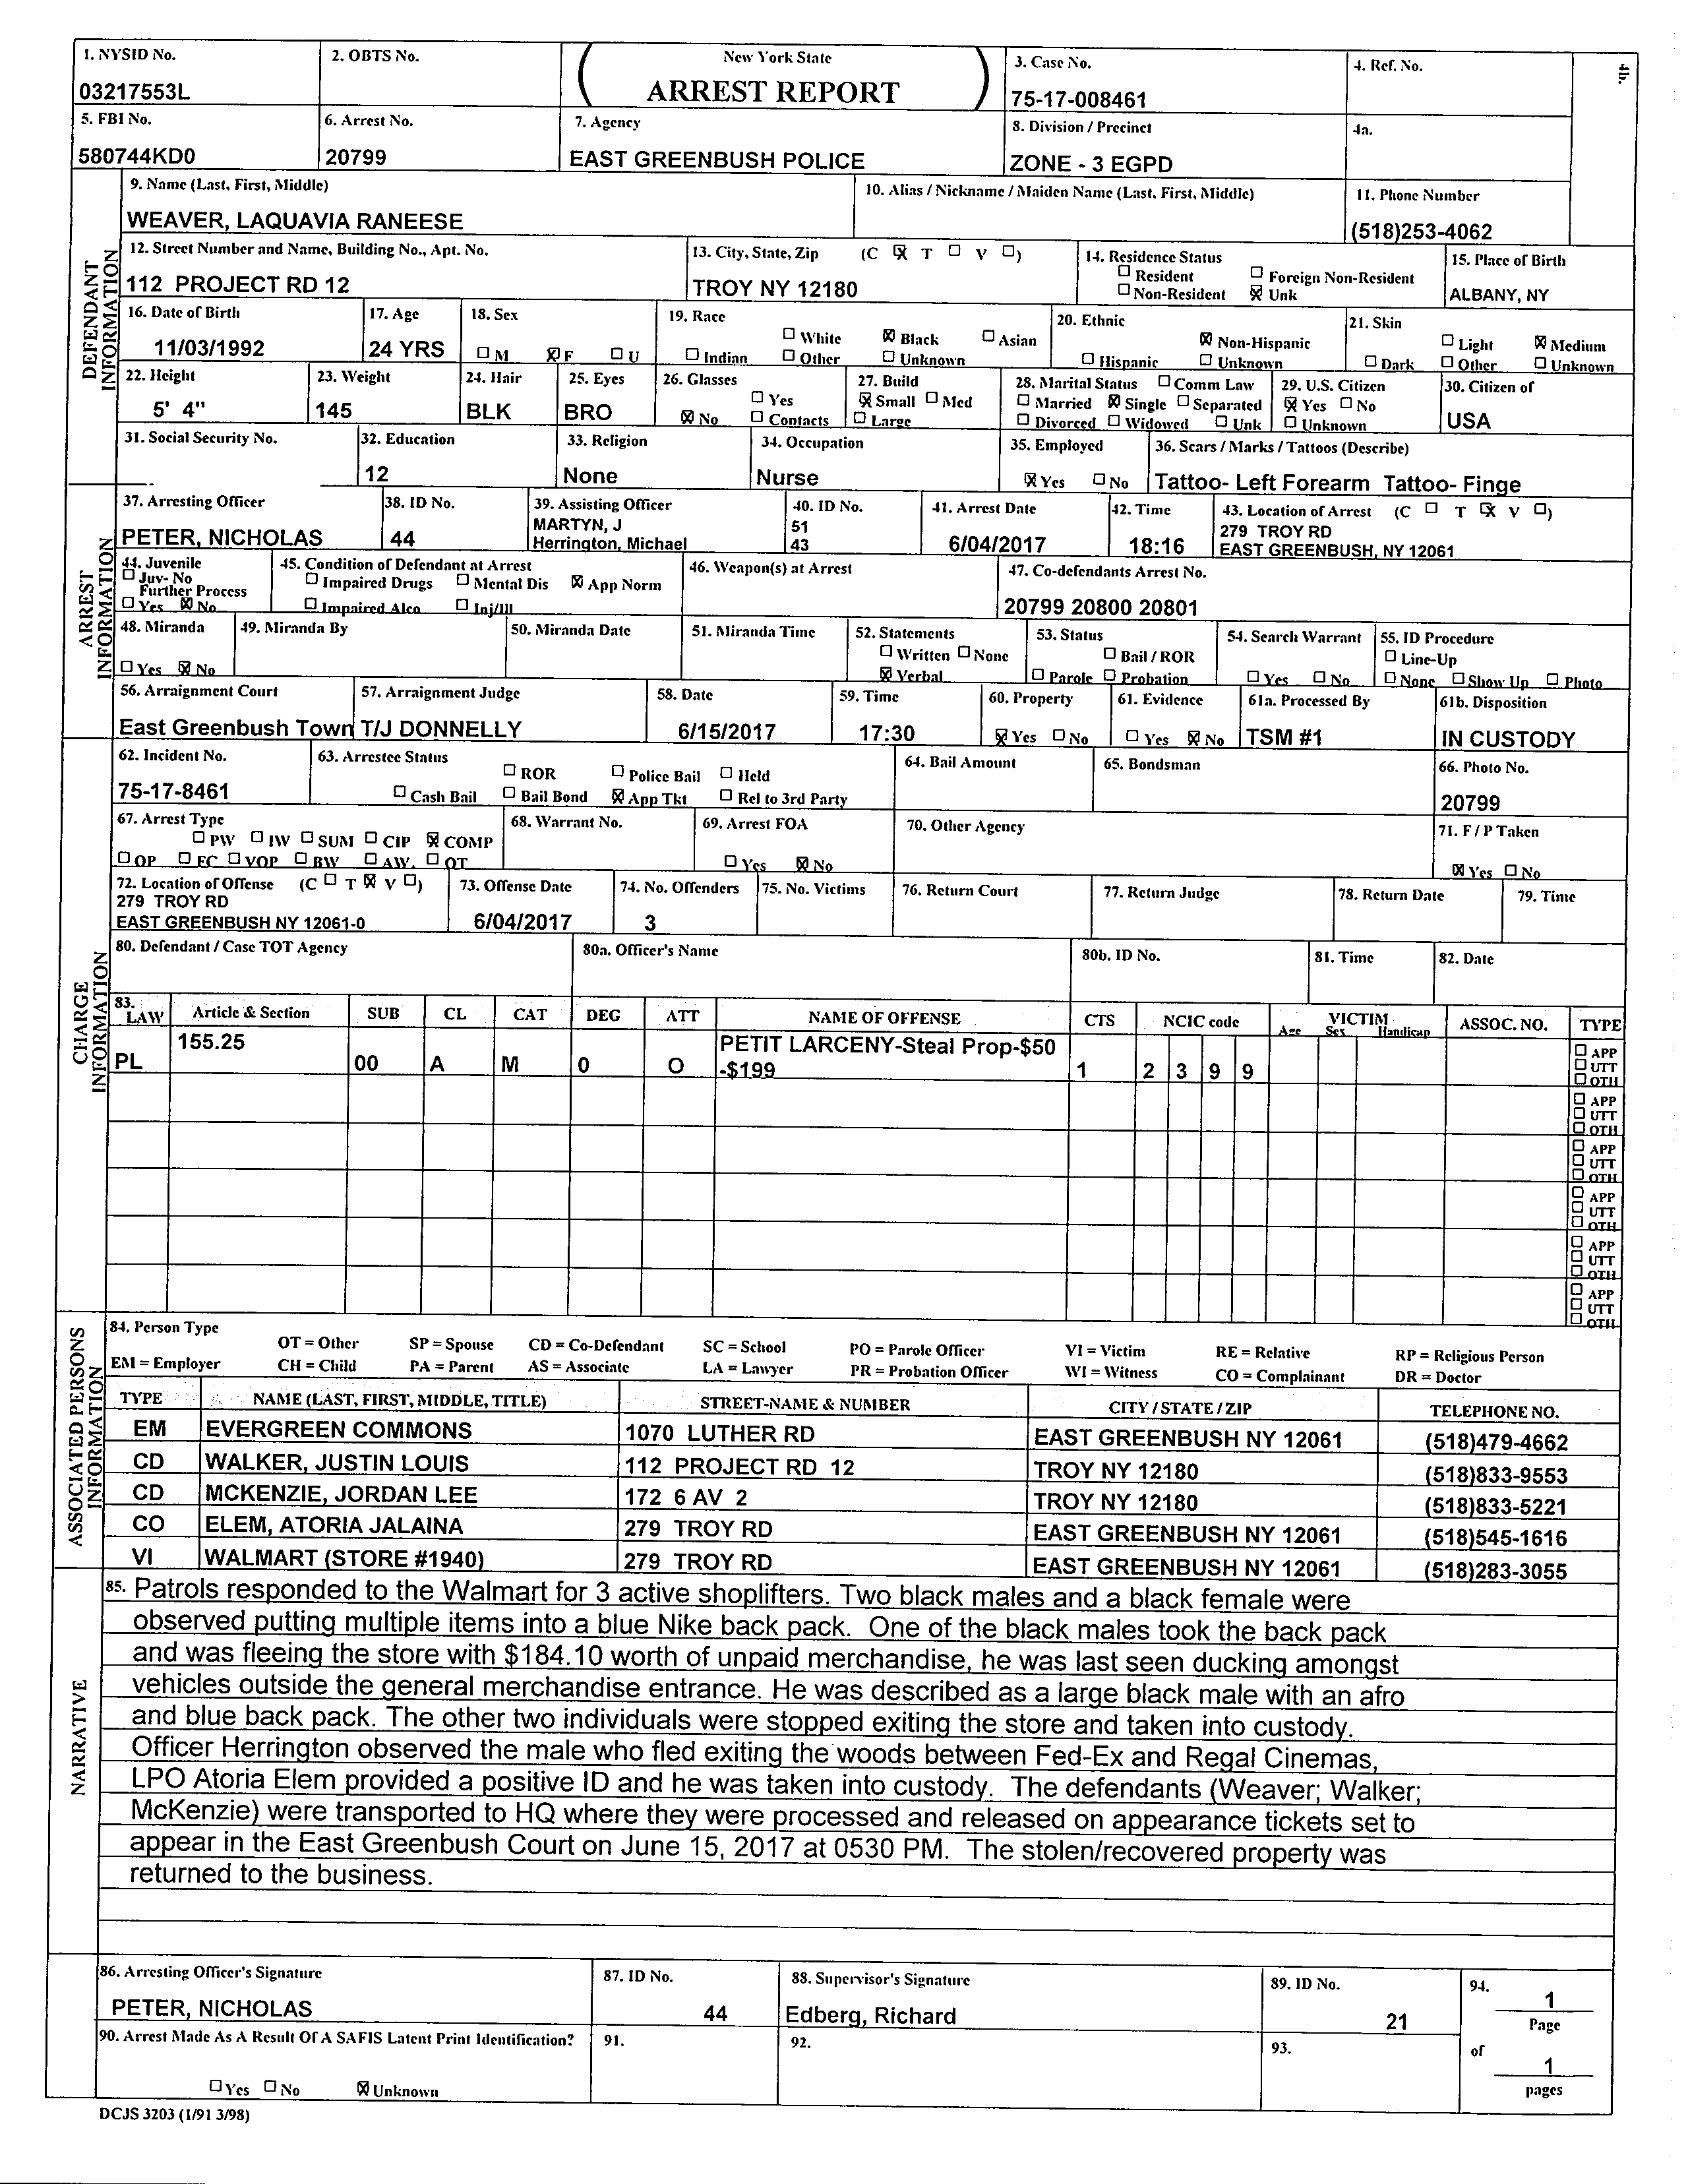 1. NYSID No. 2. OBTS No. New York State 3. Case No. 4. Ref. No. 4b.
03217553L ARREST REPORT 75-17-008461
5. FBI No. 6. Arrest No. 7. Agency 8. Division / Precinct 4a.
580744KD0 20799 EAST GREENBUSH POLICE ZONE - 3 EGPD
DEFENDANT INFORMATION
9. Name (Last, First, Middle) 10. Alias / Nickname / Maiden Name (Last, First, Middle) 11. Phone Number
WEAVER, LAQUAVIA RANEESE (518)253-4062
12. Street Number and Name, Building No., Apt. No. 13. City, State, Zip (C ☒ T ☐ V ☐) 14. Residence Status 15. Place of Birth
☐ Resident ☐ Foreign Non-Resident
112 PROJECT RD 12 TROY NY 12180 ☐ Non-Resident ☒ Unk ALBANY, NY
16. Date of Birth 17. Age 18. Sex 19. Race 20. Ethnic 21. Skin
☐ White ☒ Black ☐ Asian ☒ Non-Hispanic ☐ Light ☒ Medium
11/03/1992 24 YRS ☐ M ☒ F ☐ U ☐ Indian ☐ Other ☐ Unknown ☐ Hispanic ☐ Unknown ☐ Dark ☐ Other ☐ Unknown
22. Height 23. Weight 24. Hair 25. Eyes 26. Glasses 27. Build 28. Marital Status ☐ Comm Law 29. U.S. Citizen 30. Citizen of
☐ Yes ☒ Small ☐ Med ☐ Married ☒ Single ☐ Separated ☒ Yes ☐ No
5' 4" 145 BLK BRO ☒ No ☐ Contacts ☐ Large ☐ Divorced ☐ Widowed ☐ Unk ☐ Unknown USA
31. Social Security No. 32. Education 33. Religion 34. Occupation 35. Employed 36. Scars / Marks / Tattoos (Describe)
12 None Nurse ☒ Yes ☐ No Tattoo- Left Forearm Tattoo- Finge
ARREST INFORMATION
37. Arresting Officer 38. ID No. 39. Assisting Officer 40. ID No. 41. Arrest Date 42. Time 43. Location of Arrest (C ☐ T ☒ V ☐)
MARTYN, J 51 279 TROY RD
PETER, NICHOLAS 44 Herrington, Michael 43 6/04/2017 18:16 EAST GREENBUSH, NY 12061
44. Juvenile 45. Condition of Defendant at Arrest 46. Weapon(s) at Arrest 47. Co-defendants Arrest No.
☐ Juv- No ☐ Impaired Drugs ☐ Mental Dis ☒ App Norm
Further Process
☐ Yes ☒ No ☐ Impaired Alco ☐ Inj/Ill 20799 20800 20801
48. Miranda 49. Miranda By 50. Miranda Date 51. Miranda Time 52. Statements 53. Status 54. Search Warrant 55. ID Procedure
☐ Written ☐ None ☐ Bail / ROR ☐ Line-Up
☐ Yes ☒ No ☒ Verbal ☐ Parole ☐ Probation ☐ Yes ☐ No ☐ None ☐ Show Up ☐ Photo
56. Arraignment Court 57. Arraignment Judge 58. Date 59. Time 60. Property 61. Evidence 61a. Processed By 61b. Disposition
East Greenbush Town T/J DONNELLY 6/15/2017 17:30 ☒ Yes ☐ No ☐ Yes ☒ No TSM #1 IN CUSTODY
CHARGE INFORMATION
62. Incident No. 63. Arrestee Status 64. Bail Amount 65. Bondsman 66. Photo No.
☐ ROR ☐ Police Bail ☐ Held
75-17-8461 ☐ Cash Bail ☐ Bail Bond ☒ App Tkt ☐ Rel to 3rd Party 20799
67. Arrest Type 68. Warrant No. 69. Arrest FOA 70. Other Agency 71. F / P Taken
☐ PW ☐ IW ☐ SUM ☐ CIP ☒ COMP
☐ OP ☐ EC ☐ VOP ☐ BW ☐ AW. ☐ OT ☐ Yes ☒ No ☒ Yes ☐ No
72. Location of Offense (C ☐ T ☒ V ☐) 73. Offense Date 74. No. Offenders 75. No. Victims 76. Return Court 77. Return Judge 78. Return Date 79. Time
279 TROY RD
EAST GREENBUSH NY 12061-0 6/04/2017 3
80. Defendant / Case TOT Agency 80a. Officer's Name 80b. ID No. 81. Time 82. Date
83. LAW Article & Section SUB CL CAT DEG ATT NAME OF OFFENSE CTS NCIC code VICTIM Age Sex Handicap ASSOC. NO. TYPE
155.25 PETIT LARCENY-Steal Prop-$50 ☐ APP
PL 00 A M 0 O -$199 1 2 3 9 9 ☐ UTT
☐ OTH
☐ APP
☐ UTT
☐ OTH
☐ APP
☐ UTT
☐ OTH
☐ APP
☐ UTT
☐ OTH
☐ APP
☐ UTT
☐ OTH
☐ APP
☐ UTT
☐ OTH
ASSOCIATED PERSONS INFORMATION
84. Person Type
OT = Other SP = Spouse CD = Co-Defendant SC = School PO = Parole Officer VI = Victim RE = Relative RP = Religious Person
EM = Employer CH = Child PA = Parent AS = Associate LA = Lawyer PR = Probation Officer WI = Witness CO = Complainant DR = Doctor
TYPE NAME (LAST, FIRST, MIDDLE, TITLE) STREET-NAME & NUMBER CITY / STATE / ZIP TELEPHONE NO.
EM EVERGREEN COMMONS 1070 LUTHER RD EAST GREENBUSH NY 12061 (518)479-4662
CD WALKER, JUSTIN LOUIS 112 PROJECT RD 12 TROY NY 12180 (518)833-9553
CD MCKENZIE, JORDAN LEE 172 6 AV 2 TROY NY 12180 (518)833-5221
CO ELEM, ATORIA JALAINA 279 TROY RD EAST GREENBUSH NY 12061 (518)545-1616
VI WALMART (STORE #1940) 279 TROY RD EAST GREENBUSH NY 12061 (518)283-3055
NARRATIVE
85. Patrols responded to the Walmart for 3 active shoplifters. Two black males and a black female were
observed putting multiple items into a blue Nike back pack. One of the black males took the back pack
and was fleeing the store with $184.10 worth of unpaid merchandise, he was last seen ducking amongst
vehicles outside the general merchandise entrance. He was described as a large black male with an afro
and blue back pack. The other two individuals were stopped exiting the store and taken into custody.
Officer Herrington observed the male who fled exiting the woods between Fed-Ex and Regal Cinemas,
LPO Atoria Elem provided a positive ID and he was taken into custody. The defendants (Weaver; Walker;
McKenzie) were transported to HQ where they were processed and released on appearance tickets set to
appear in the East Greenbush Court on June 15, 2017 at 0530 PM. The stolen/recovered property was
returned to the business.
86. Arresting Officer's Signature 87. ID No. 88. Supervisor's Signature 89. ID No. 94.
PETER, NICHOLAS 44 Edberg, Richard 21 1
Page
90. Arrest Made As A Result Of A SAFIS Latent Print Identification? 91. 92. 93. of
1
☐ Yes ☐ No ☒ Unknown pages
DCJS 3203 (1/91 3/98)